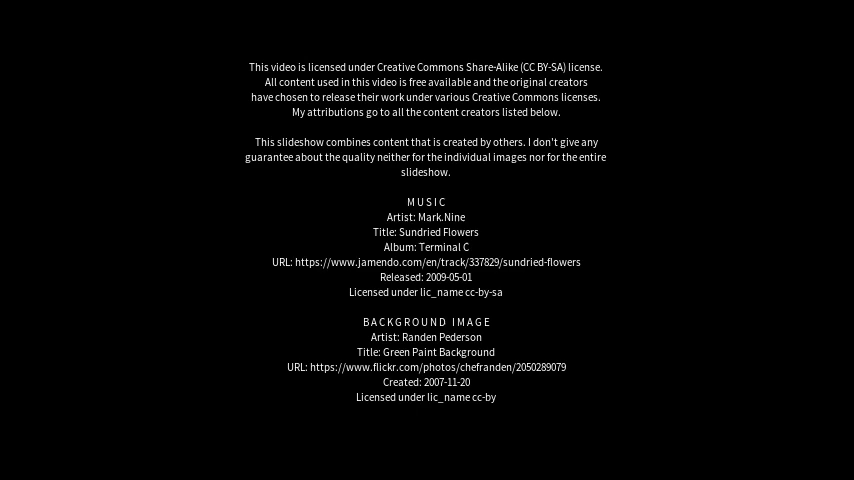 This video is licensed under Creative Commons Share-Alike (CC BY-SA) license.
All content used in this video is free available and the original creators
have chosen to release their work under various Creative Commons licenses.
My attributions go to all the content creators listed below.
This slideshow combines content that is created by others. I don't give any
guarantee about the quality neither for the individual images nor for the entire
slideshow.
M U S I C
Artist: Mark.Nine
Title: Sundried Flowers
Album: Terminal C
URL: https://www.jamendo.com/en/track/337829/sundried-flowers
Released: 2009-05-01
Licensed under lic_name cc-by-sa
B A C K G R O U N D   I M A G E
Artist: Randen Pederson
Title: Green Paint Background
URL: https://www.flickr.com/photos/chefranden/2050289079
Created: 2007-11-20
Licensed under lic_name cc-by